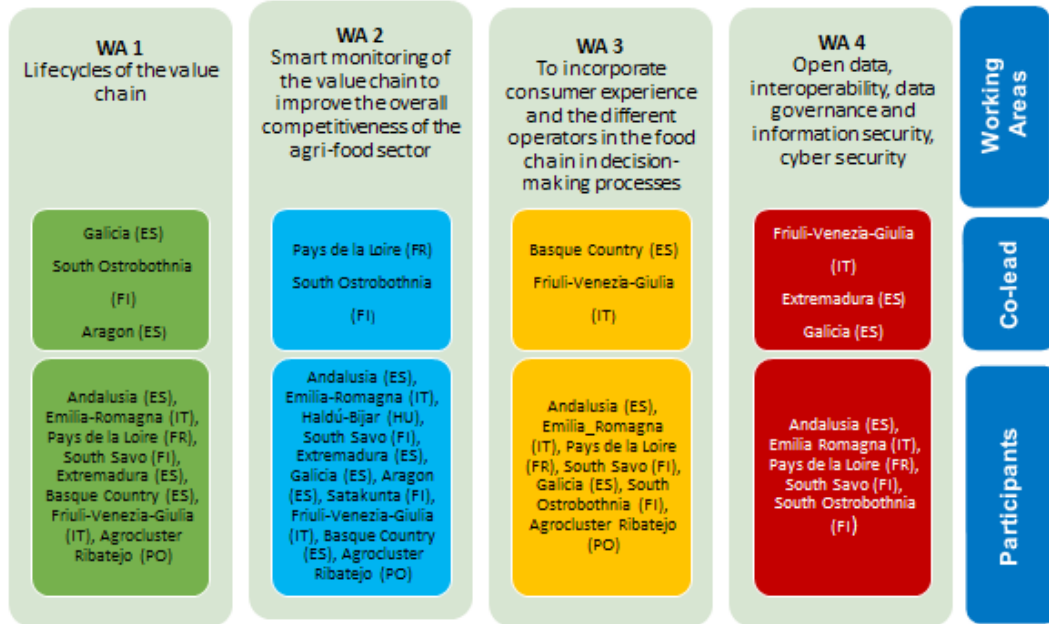 WA 1
Lifecycles of the value
chain
Galicia (ES)
South Ostrobothnia
(FI)
Aragon (ES)
Andalusia (ES),
Emilia-Romagna (IT),
Pays de la Loire (FR),
South Savo (FI),
Extremadura (ES),
Basque Country (ES),
Friuli-Venezia-Giulia
(IT), Agrocluster
Ribatejo (PO)
WA 2
Smart monitoring of
the value chain to
improve the overall
competitiveness of the
agri-food sector
Pays de la Loire (FR)
South Ostrobothnia
(FI)
Andalusia (ES),
Emilia-Romagna (IT),
Haldú-Bijar (HU),
South Savo (FI),
Extremadura (ES),
Galicia (ES), Aragon
(ES), Satakunta (FI),
Friuli-Venezia-Giulia
(IT), Basque Country
(ES), Agrocluster
Ribatejo (PO)
WA 3
To incorporate
consumer experience
and the different
operators in the food
chain in decision-
making processes
Basque Country (ES)
Friuli-Venezia-Giulia
(IT)
Andalusia (ES),
Emilia_Romagna
(IT), Pays de la Loire
(FR), South Savo (FI),
Galicia (ES), South
Ostrobothnia (FI),
Agrocluster Ribatejo
(PO)
WA 4
Open data,
interoperability, data
governance and
information security,
cyber security
Friuli-Venezia-Giulia
(IT)
Extremadura (ES)
Galicia (ES)
Andalusia (ES),
Emilia Romagna (IT),
Pays de la Loire (FR),
South Savo (FI),
South Ostrobothnia
(FI)
Working
Areas
Co-lead
Participants